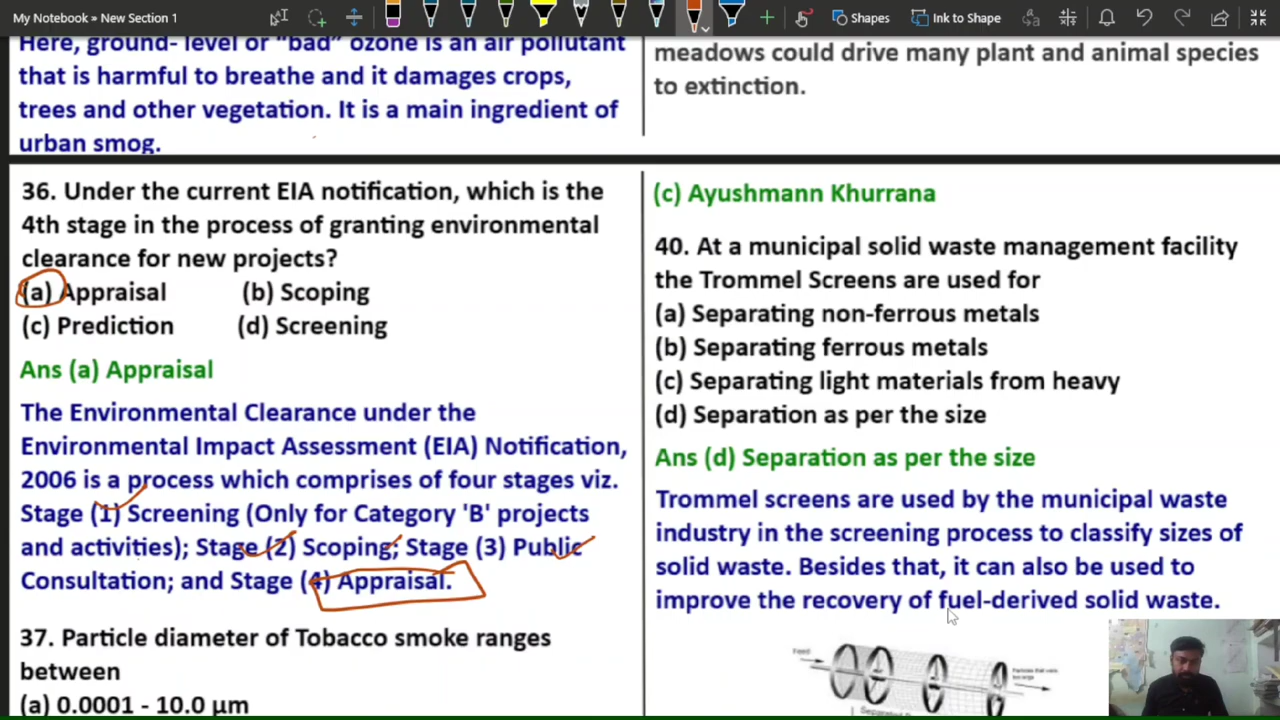 My Notebook » New Section 1
Shapes
Ink to Shape
Here, ground- level or "bad" ozone is an air pollutant
that is harmful to breathe and it damages crops,
trees and other vegetation. It is a main ingredient of
urban smog.
36. Under the current EIA notification, which is the
4th stage in the process of granting environmental
clearance for new projects?
(a) Appraisal (b) Scoping
(c) Prediction (d) Screening
Ans (a) Appraisal
The Environmental Clearance under the
Environmental Impact Assessment (EIA) Notification,
2006 is a process which comprises of four stages viz.
Stage (1) Screening (Only for Category 'B' projects
and activities); Stage (2) Scoping; Stage (3) Public
Consultation; and Stage (4) Appraisal.
37. Particle diameter of Tobacco smoke ranges
between
(a) 0.0001 - 10.0 µm
meadows could drive many plant and animal species
to extinction.
(c) Ayushmann Khurrana
40. At a municipal solid waste management facility
the Trommel Screens are used for
(a) Separating non-ferrous metals
(b) Separating ferrous metals
(c) Separating light materials from heavy
(d) Separation as per the size
Ans (d) Separation as per the size
Trommel screens are used by the municipal waste
industry in the screening process to classify sizes of
solid waste. Besides that, it can also be used to
improve the recovery of fuel-derived solid waste.
Feed
Particles that were
too large